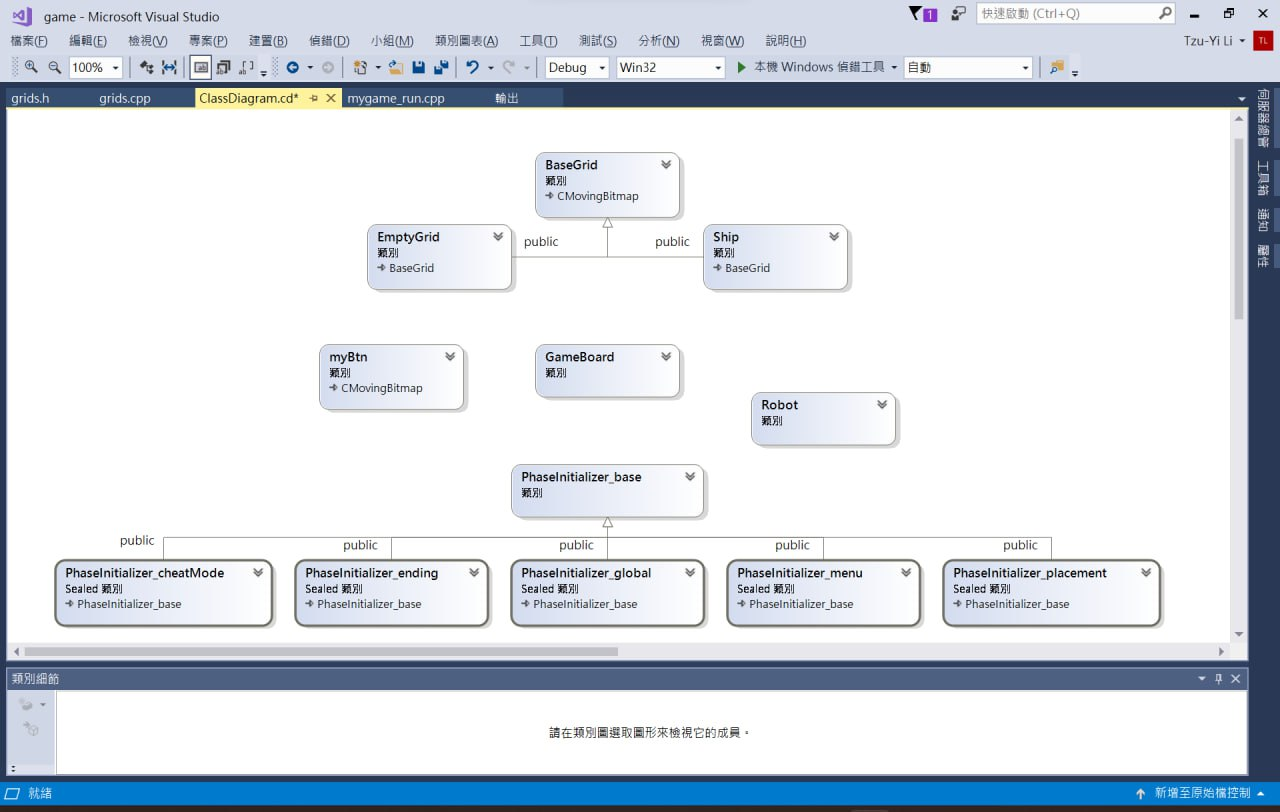 game - Microsoft Visual Studio
1
快速啟動 (Ctrl+Q)
檔案(F) 編輯(E) 檢視(V) 專案(P) 建置(B) 偵錯(D) 小組(M) 類別圖表(A) 工具(T) 測試(S) 分析(N) 視窗(W) 說明(H)
Tzu-Yi Li TL
100% Debug Win32 本機 Windows 偵錯工具 自動
grids.h grids.cpp ClassDiagram.cd* mygame_run.cpp 輸出
BaseGrid
類別
CMovingBitmap
EmptyGrid
類別
BaseGrid
public
public
Ship
類別
BaseGrid
myBtn
類別
CMovingBitmap
GameBoard
類別
Robot
類別
PhaseInitializer_base
類別
public
public
public
public
public
PhaseInitializer_cheatMode
Sealed 類別
PhaseInitializer_base
PhaseInitializer_ending
Sealed 類別
PhaseInitializer_base
PhaseInitializer_global
Sealed 類別
PhaseInitializer_base
PhaseInitializer_menu
Sealed 類別
PhaseInitializer_base
PhaseInitializer_placement
Sealed 類別
PhaseInitializer_base
伺服器總管
工具箱
通知
屬性
類別細節
請在類別圖選取圖形來檢視它的成員。
就緒
新增至原始檔控制